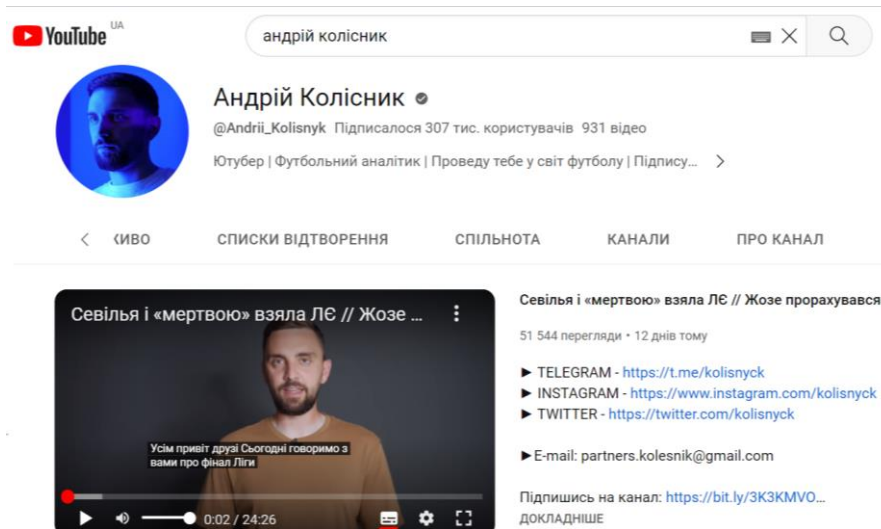 YouTube UA
андрій колісник
Андрій Колісник
@Andrii_Kolisnyk Підписалося 307 тис. користувачів 931 відео
Ютубер | Футбольний аналітик | Проведу тебе у світ футболу | Підпису...
ИВО СПИСКИ ВІДТВОРЕННЯ СПІЛЬНОТА КАНАЛИ ПРО КАНАЛ
Севілья і «мертвою» взяла ЛЄ // Жозе ...
Усім привіт друзі Сьогодні говоримо з
вами про фінал Ліги
0:02 / 24:26
Севілья і «мертвою» взяла ЛЄ // Жозе прорахувався
51 544 перегляди • 12 днів тому
► TELEGRAM - https://t.me/kolisnyck
► INSTAGRAM - https://www.instagram.com/kolisnyck
► TWITTER - https://twitter.com/kolisnyck
►E-mail: partners.kolesnik@gmail.com
Підпишись на канал: https://bit.ly/3K3KMVO...
ДОКЛАДНІШЕ